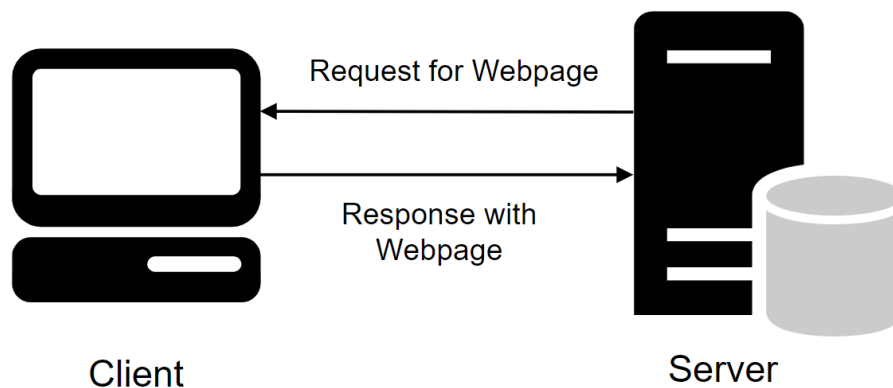 Request for Webpage
Response with
Webpage
Client
Server